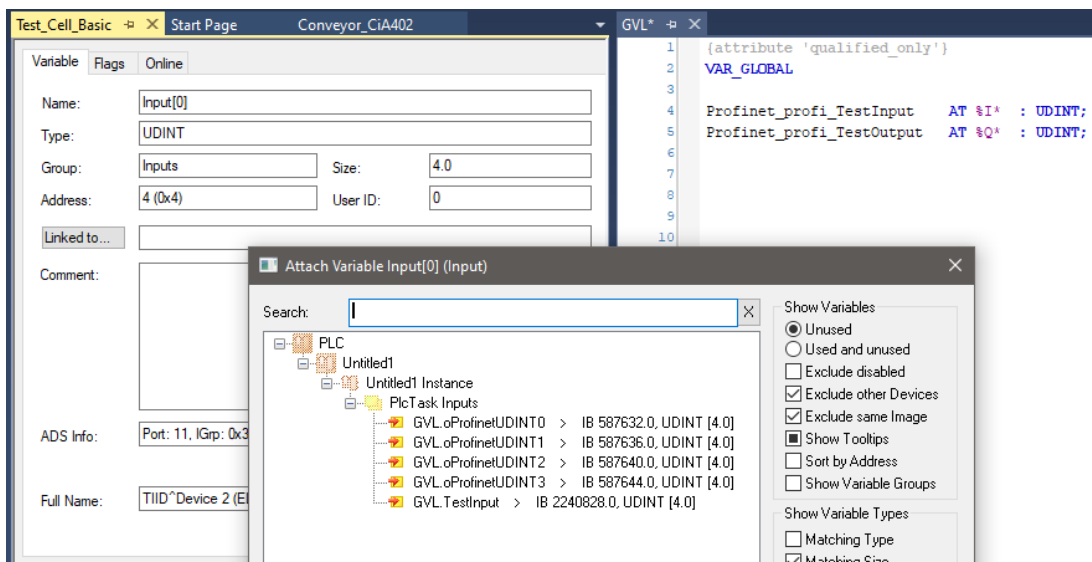 Test_Cell_Basic Start Page Conveyor_CiA402
Variable Flags Online
Name: Input[0]
Type: UDINT
Group: Inputs Size: 4.0
Address: 4 (0x4) User ID: 0
Linked to...
Comment:
ADS Info: Port: 11, IGrp: 0x3
Full Name: TIID^Device 2 (E
GVL*
1 {attribute 'qualified_only'}
2 VAR_GLOBAL
3
4 Profinet_profi_TestInput AT %I* : UDINT;
5 Profinet_profi_TestOutput AT %Q* : UDINT;
6
7
8
9
10
Attach Variable Input[0] (Input)
Search: X
PLC
Untitled1
Untitled1 Instance
PlcTask Inputs
GVL.oProfinetUDINT0 > IB 587632.0, UDINT [4.0]
GVL.oProfinetUDINT1 > IB 587636.0, UDINT [4.0]
GVL.oProfinetUDINT2 > IB 587640.0, UDINT [4.0]
GVL.oProfinetUDINT3 > IB 587644.0, UDINT [4.0]
GVL.TestInput > IB 2240828.0, UDINT [4.0]
Show Variables
Unused
Used and unused
Exclude disabled
Exclude other Devices
Exclude same Image
Show Tooltips
Sort by Address
Show Variable Groups
Show Variable Types
Matching Type
Matching Size